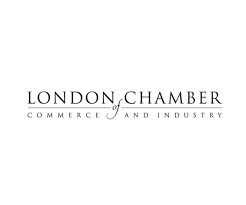 LONDON CHAMBER
of
COMMERCE AND INDUSTRY